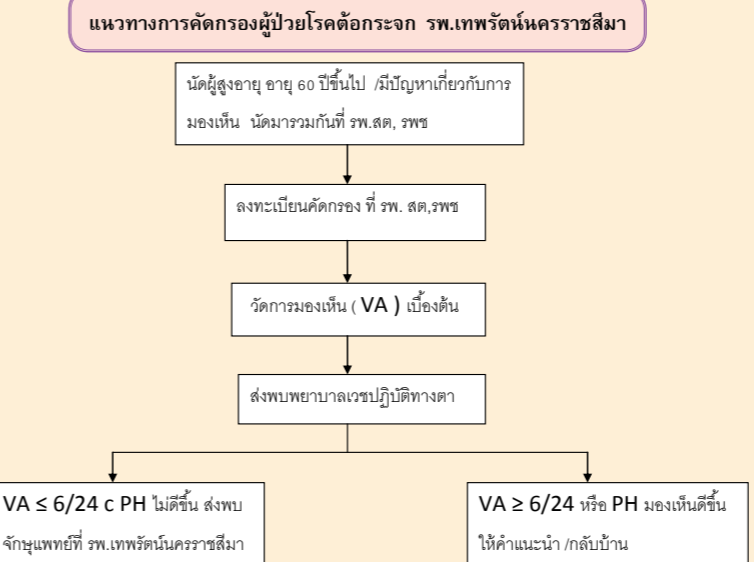 แนวทางการคัดกรองผู้ป่วยโรคต้อกระจก รพ.เทพรัตน์นครราชสีมา
นัดผู้สูงอายุ อายุ 60 ปีขึ้นไป /มีปัญหาเกี่ยวกับการ
มองเห็น นัดมารวมกันที่ รพ.สต, รพช
ลงทะเบียนคัดกรอง ที่ รพ. สต,รพช
วัดการมองเห็น ( VA ) เบื้องต้น
ส่งพบพยาบาลเวชปฏิบัติทางตา
VA ≤ 6/24 c PH ไม่ดีขึ้น ส่งพบ
จักษุแพทย์ที่ รพ.เทพรัตน์นครราชสีมา
VA ≥ 6/24 หรือ PH มองเห็นดีขึ้น
ให้คำแนะนำ /กลับบ้าน